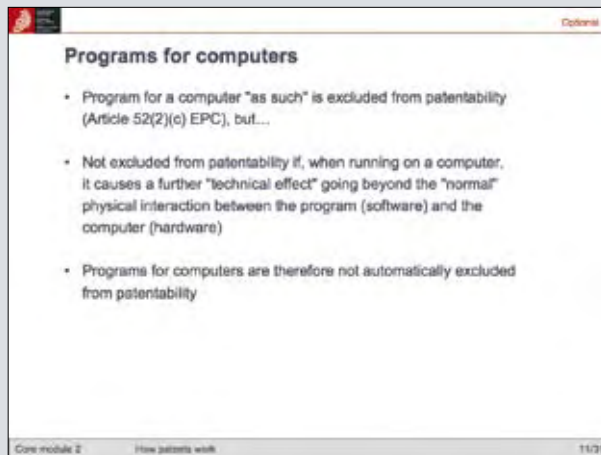 Optional
Programs for computers
• Program for a computer "as such" is excluded from patentability
(Article 52(2)(c) EPC), but...
• Not excluded from patentability if, when running on a computer,
it causes a further "technical effect" going beyond the "normal"
physical interaction between the program (software) and the
computer (hardware)
• Programs for computers are therefore not automatically excluded
from patentability
Core module 2 How patents work